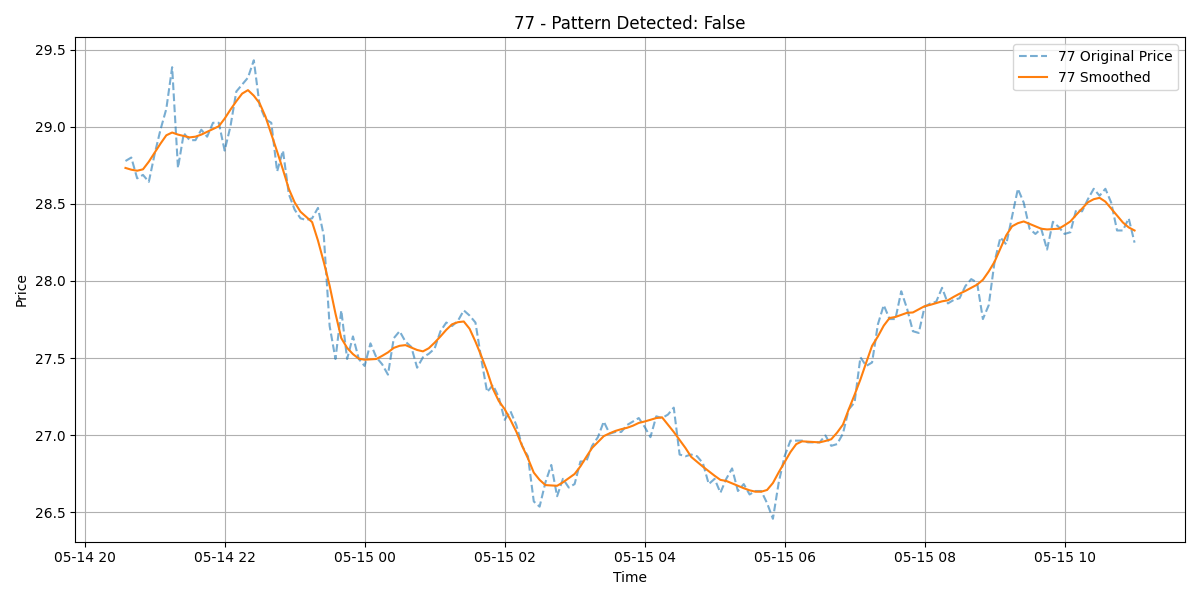 77 - Pattern Detected: False
77 Original Price
77 Smoothed
Price
29.5
29.0
28.5
28.0
27.5
27.0
26.5
05-14 20 05-14 22 05-15 00 05-15 02 05-15 04 05-15 06 05-15 08 05-15 10
Time